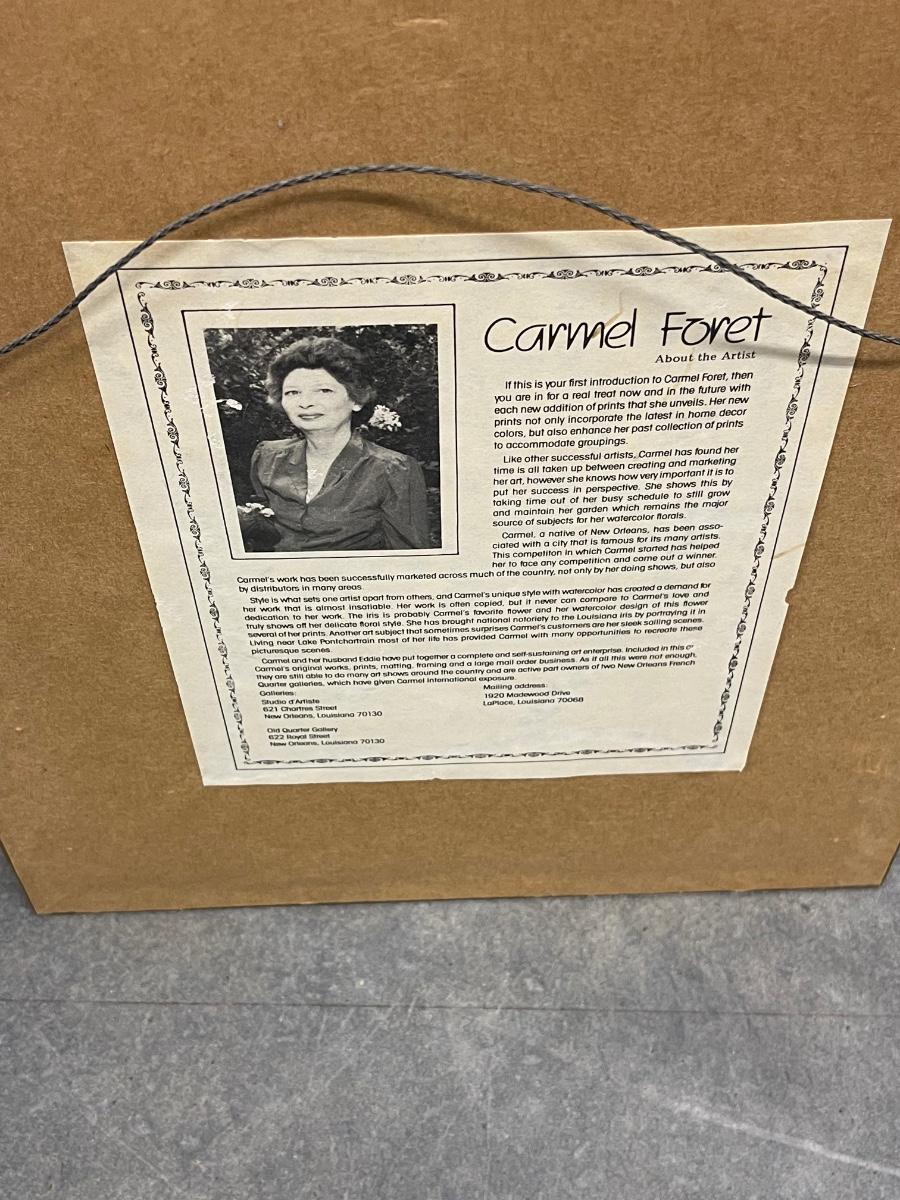 Carmel Foret
About the Artist
If this is your first introduction to Carmel Foret, then
you are in for a real treat now and in the future with
each new addition of prints that she unveils. Her new
prints not only incorporate the latest in home decor
colors, but also enhance her past collection of prints
to accommodate groupings.
Like other successful artists, Carmel has found her
time is all taken up between creating and marketing
her art, however she knows how very important it is to
put her success in perspective. She shows this by
taking time out of her busy schedule to still grow
and maintain her garden which remains the major
source of subjects for her watercolor florals.
Carmel, a native of New Orleans, has been asso-
ciated with a city that is famous for its many artists.
This competiton in which Carmel started has helped
her to face any competition and came out a winner.
Carmel's work has been successfully marketed across much of the country, not only by her doing shows, but also
by distributors in many areas.
Style is what sets one artist apart from others, and Carmel's unique style with watercolor has created a demand for
her work that is almost insatiable. Her work is often copied, but it never can compare to Carmel's love and
dedication to her work. The iris is probably Carmel's favorite flower and her watercolor design of this flower
truly shows off her delicate floral style. She has brought national notoriety to the Louisiana Iris by portraying it in
several of her prints. Another art subject that sometimes surprises Carmel's customers are her sleek sailing scenes.
Living near Lake Pontchartrain most of her life has provided Carmel with many opportunities to recreate these
picturesque scenes.
Carmel and her husband Eddie have put together a complete and self-sustaining art enterprise. Included in this
Carmel's original works, prints, matting, framing and a large mail order business. As if all this were not enough,
they are still able to do many art shows around the country and are active part owners of two New Orleans French
Quarter galleries, which have given Carmel International exposure.
Galleries:
Studio d'Artiste
621 Chartres Street
New Orleans, Louisiana 70130
Old Quarter Gallery
622 Royal Street
New Orleans, Louisiana 70130
Mailing address:
1920 Madewood Drive
LaPlace, Louisiana 70068